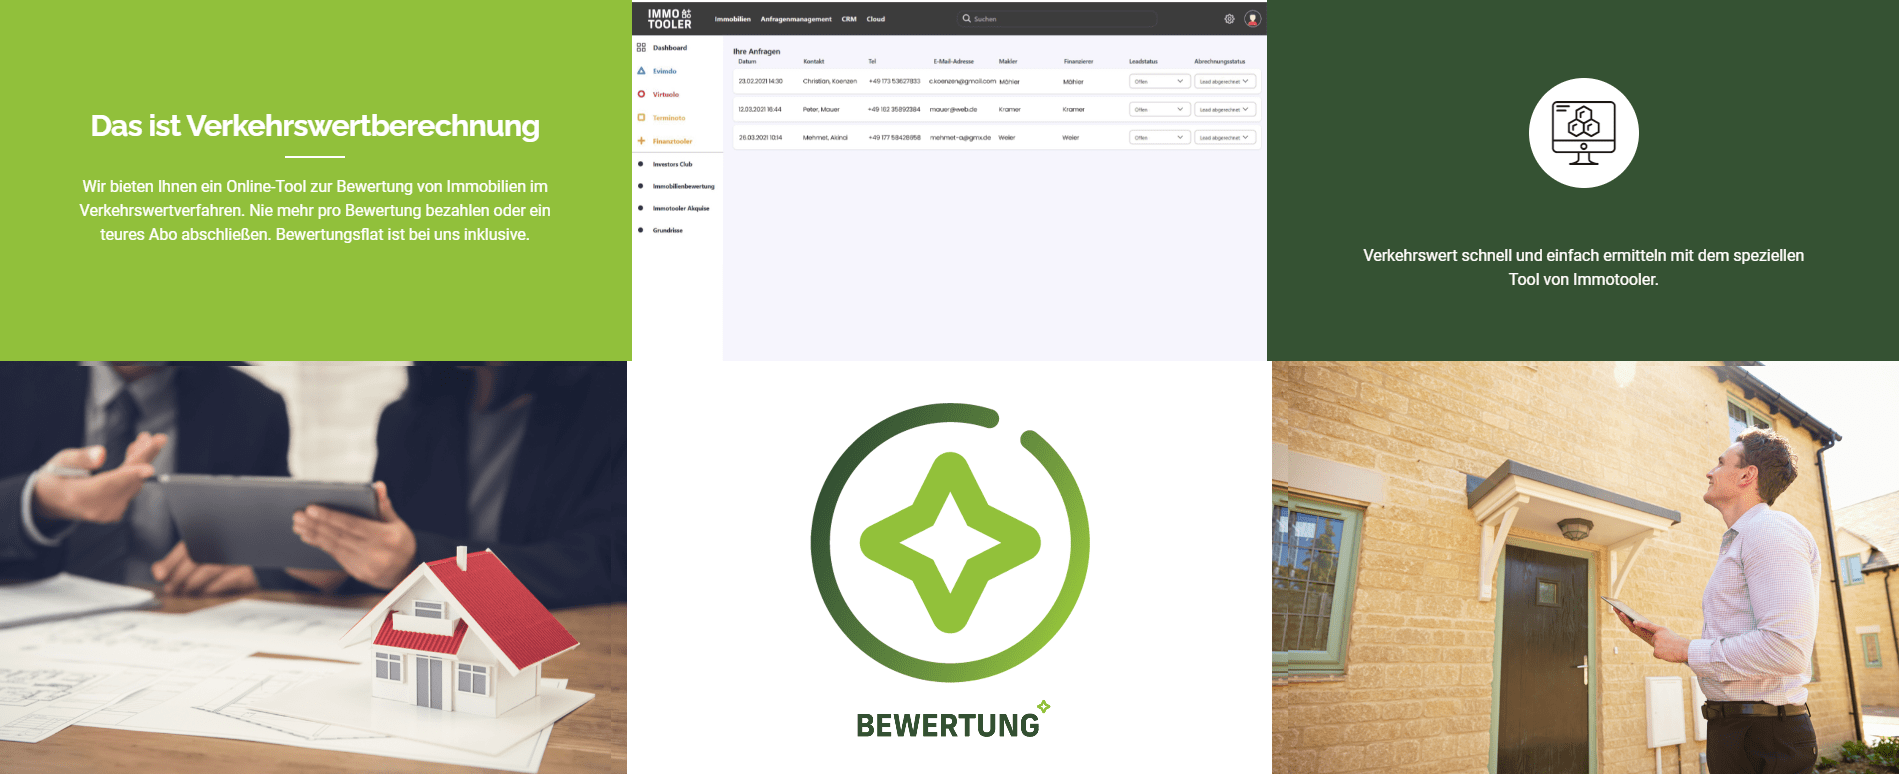 Das ist Verkehrswertberechnung
Wir bieten Ihnen ein Online-Tool zur Bewertung von Immobilien im
Verkehrswertverfahren. Nie mehr pro Bewertung bezahlen oder ein
teures Abo abschließen. Bewertungsflat ist bei uns inklusive.
IMMO
TOOLER
Immobilien Anfragenmanagement CRM Cloud Suchen
Dashboard
Evimdo
Virtuolo
Terminoto
Finanztooler
Investors Club
Immobilienbewertung
Immotooler Akquise
Grundrisse
Ihre Anfragen
Datum Kontakt Tel E-Mail-Adresse Makler Finanzierer Leadstatus Abrechnungsstatus
23.02.2021 14:30 Christian, Koenzen +49 173 53627833 c.koenzen@gmail.com Möhler Möhler Offen Lead abgerechnet
12.03.2021 16:44 Peter, Mauer +49 162 35892384 mauer@web.de Kramer Kramer Offen Lead abgerechnet
26.03.2021 10:14 Mehmet, Akinal +49 177 58428958 mehmet-a@gmx.de Weier Weier Offen Lead abgerechnet
Verkehrswert schnell und einfach ermitteln mit dem speziellen
Tool von Immotooler.
BEWERTUNG